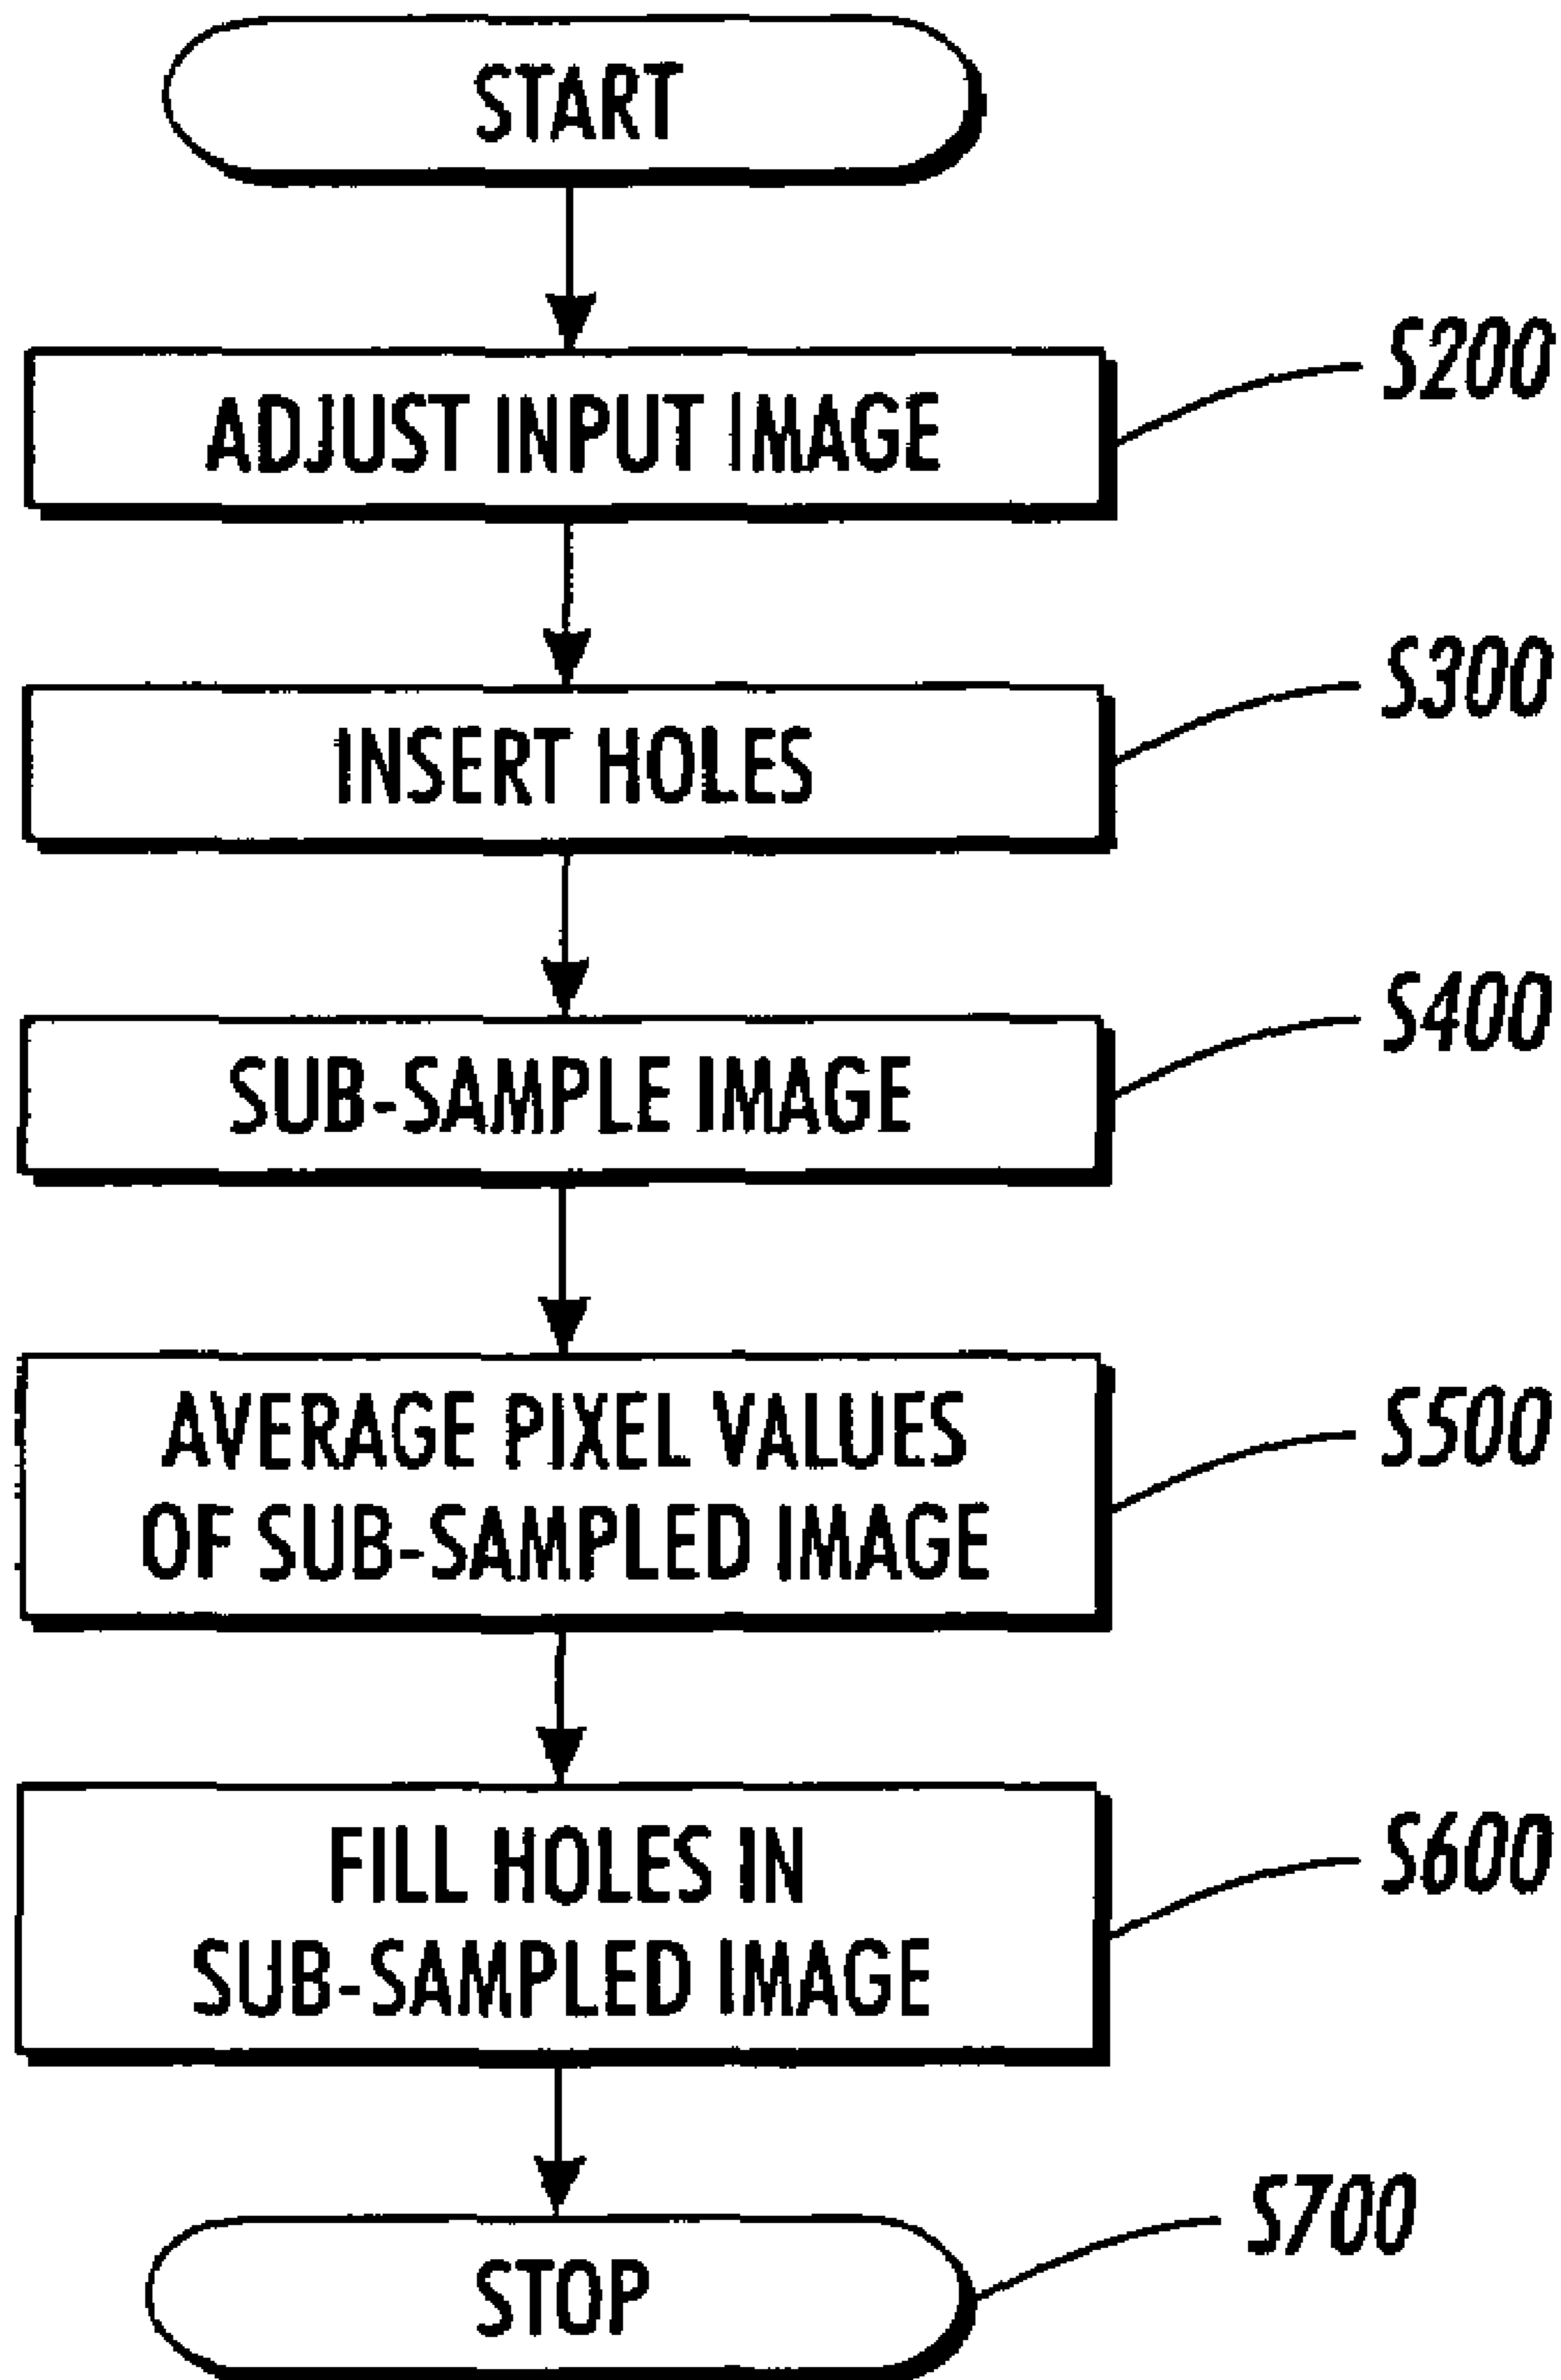 START
ADJUST INPUT IMAGE
S200
INSERT HOLES
S300
SUB-SAMPLE IMAGE
S400
AVERAGE PIXEL VALUES
OF SUB-SAMPLED IMAGE
S500
FILL HOLES IN
SUB-SAMPLED IMAGE
S600
STOP
S700